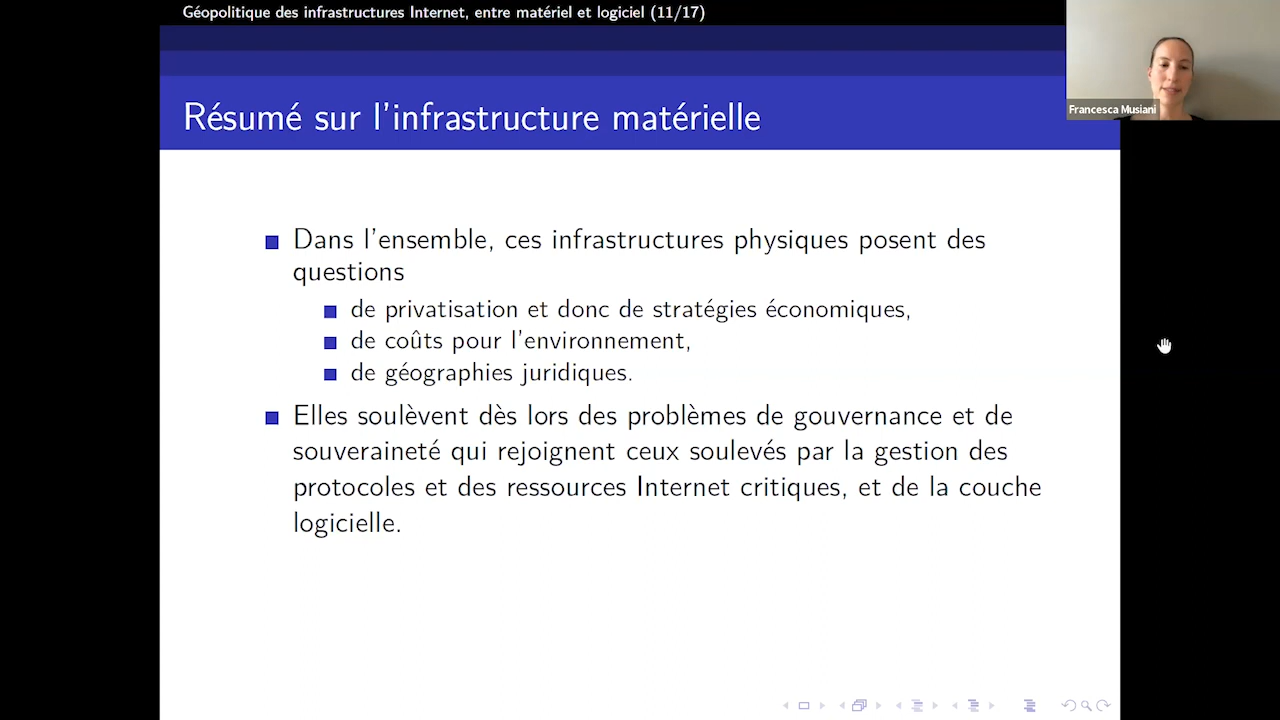 Géopolitique des infrastructures Internet, entre matériel et logiciel (11/17)
Francesca Musiani
Résumé sur l'infrastructure matérielle
Dans l'ensemble, ces infrastructures physiques posent des
questions
de privatisation et donc de stratégies économiques,
de coûts pour l'environnement,
de géographies juridiques.
Elles soulèvent dès lors des problèmes de gouvernance et de
souveraineté qui rejoignent ceux soulevés par la gestion des
protocoles et des ressources Internet critiques, et de la couche
logicielle.